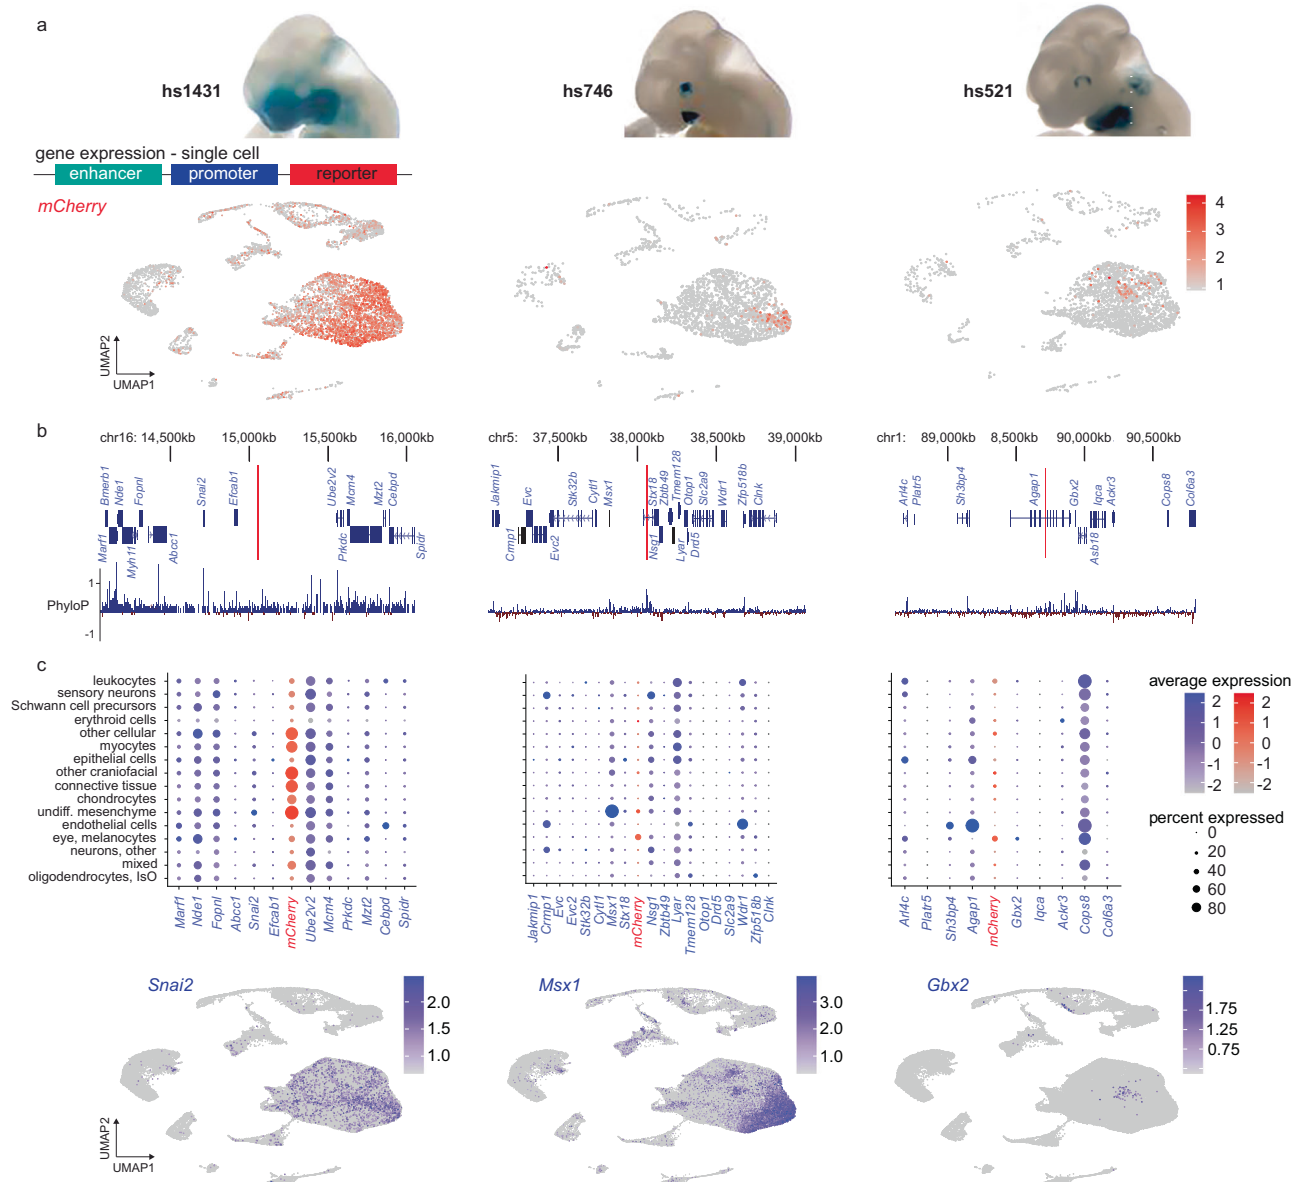 a
hs1431
hs746
hs521
gene expression - single cell
enhancer promoter reporter
mCherry
4
3
2
1
UMAP2
UMAP1
b
chr16: 14,500kb 15,000kb 15,500kb 16,000kb
Bmerb1 Nde1 Fopnl Snai2 Efcab1 Ube2v2 Mcm4 Mzt2 Cebpd
Marf1 Myh11 Abcc1 Prkdc Spidr
chr5: 37,500kb 38,000kb 38,500kb 39,000kb
Jakmip1 Evc Stk32b Cytl1 Msx1 Stx18 Zbtb49 Tmem128 Otop1 Slc2a9 Wdr1 Zfp518b Clnk
Crmp1 Evc2 Nsg1 Lyar Drd5
chr1: 89,000kb 8,500kb 90,000kb 90,500kb
Arl4c Platr5 Sh3bp4 Agap1 Gbx2 Iqca Ackr3 Cops8 Col6a3
Asb18
PhyloP
1
-1
c
leukocytes
sensory neurons
Schwann cell precursors
erythroid cells
other cellular
myocytes
epithelial cells
other craniofacial
connective tissue
chondrocytes
undiff. mesenchyme
endothelial cells
eye, melanocytes
neurons, other
mixed
oligodendrocytes, IsO
Marf1 Nde1 Fopnl Abcc1 Snai2 Efcab1 mCherry Ube2v2 Mcm4 Prkdc Mzt2 Cebpd Spidr
Jakmip1 Crmp1 Evc Evc2 Stk32b Cytl1 Msx1 Stx18 mCherry Nsg1 Zbtb49 Lyar Tmem128 Otop1 Drd5 Slc2a9 Wdr1 Zfp518b Clnk
Arl4c Platr5 Sh3bp4 Agap1 mCherry Gbx2 Iqca Ackr3 Cops8 Col6a3
average expression
2 2
1 1
0 0
-1 -1
-2 -2
percent expressed
0
20
40
60
80
Snai2
2.0
1.5
1.0
Msx1
3.0
2.0
1.0
Gbx2
1.75
1.25
0.75
UMAP2
UMAP1